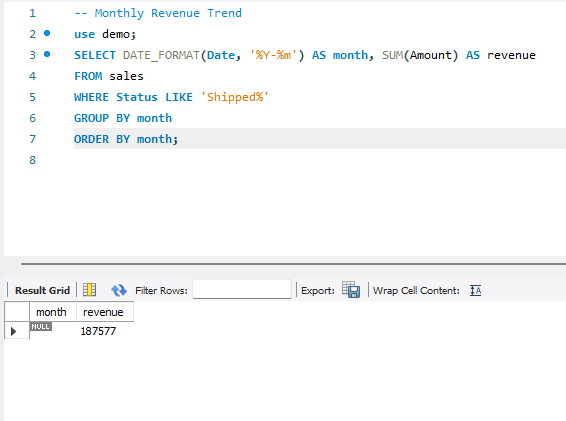 1 -- Monthly Revenue Trend
2 use demo;
3 SELECT DATE_FORMAT(Date, '%Y-%m') AS month, SUM(Amount) AS revenue
4 FROM sales
5 WHERE Status LIKE 'Shipped%'
6 GROUP BY month
7 ORDER BY month;
8
Result Grid Filter Rows: Export: Wrap Cell Content: IA
month revenue
NULL 187577